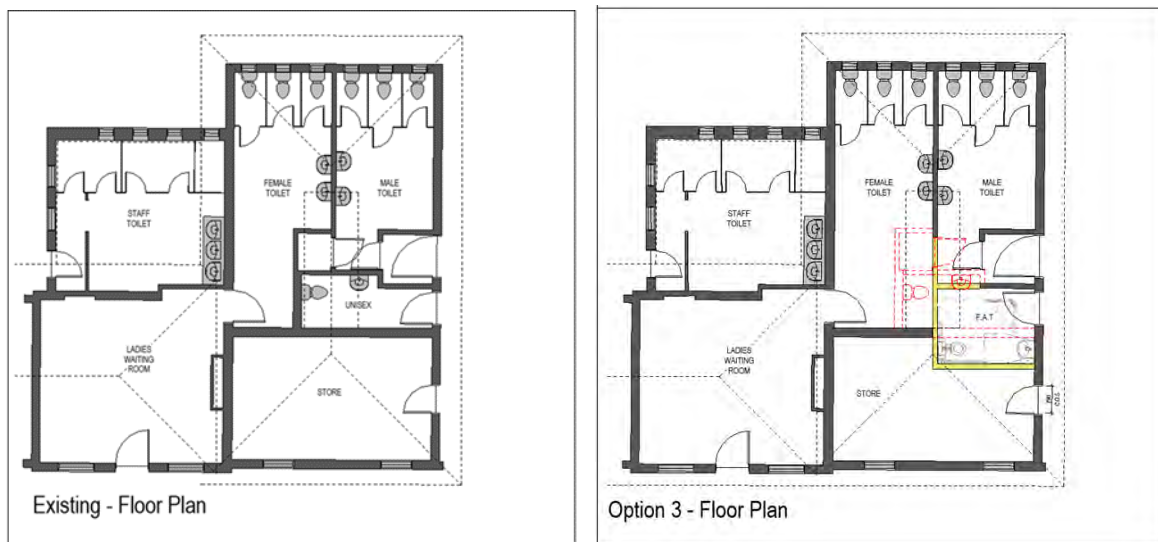 FEMALE
TOILET
MALE
TOILET
STAFF
TOILET
UNISEX
LADIES
WAITING
ROOM
STORE
Existing - Floor Plan
FEMALE
TOILET
MALE
TOILET
STAFF
TOILET
F.A.T
LADIES
WAITING
ROOM
STORE
Option 3 - Floor Plan